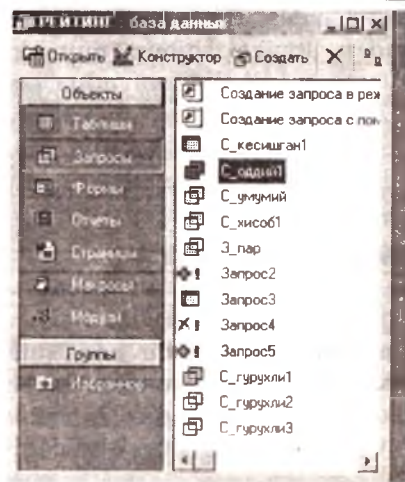 РЕЙТИНГ : база данных
Открыть Конструктор Создать
Объекты
Таблицы
Запросы
Формы
Отчеты
Страницы
Макросы
Модули
Группы
Избранное
Создание запроса в реж
Создание запроса с пом
С_кесишган1
С_оддий1
С_умумий
С_хисоб1
З_пар
Запрос2
Запрос3
Запрос4
Запрос5
С_гурухли1
С_гурухли2
С_гурухли3